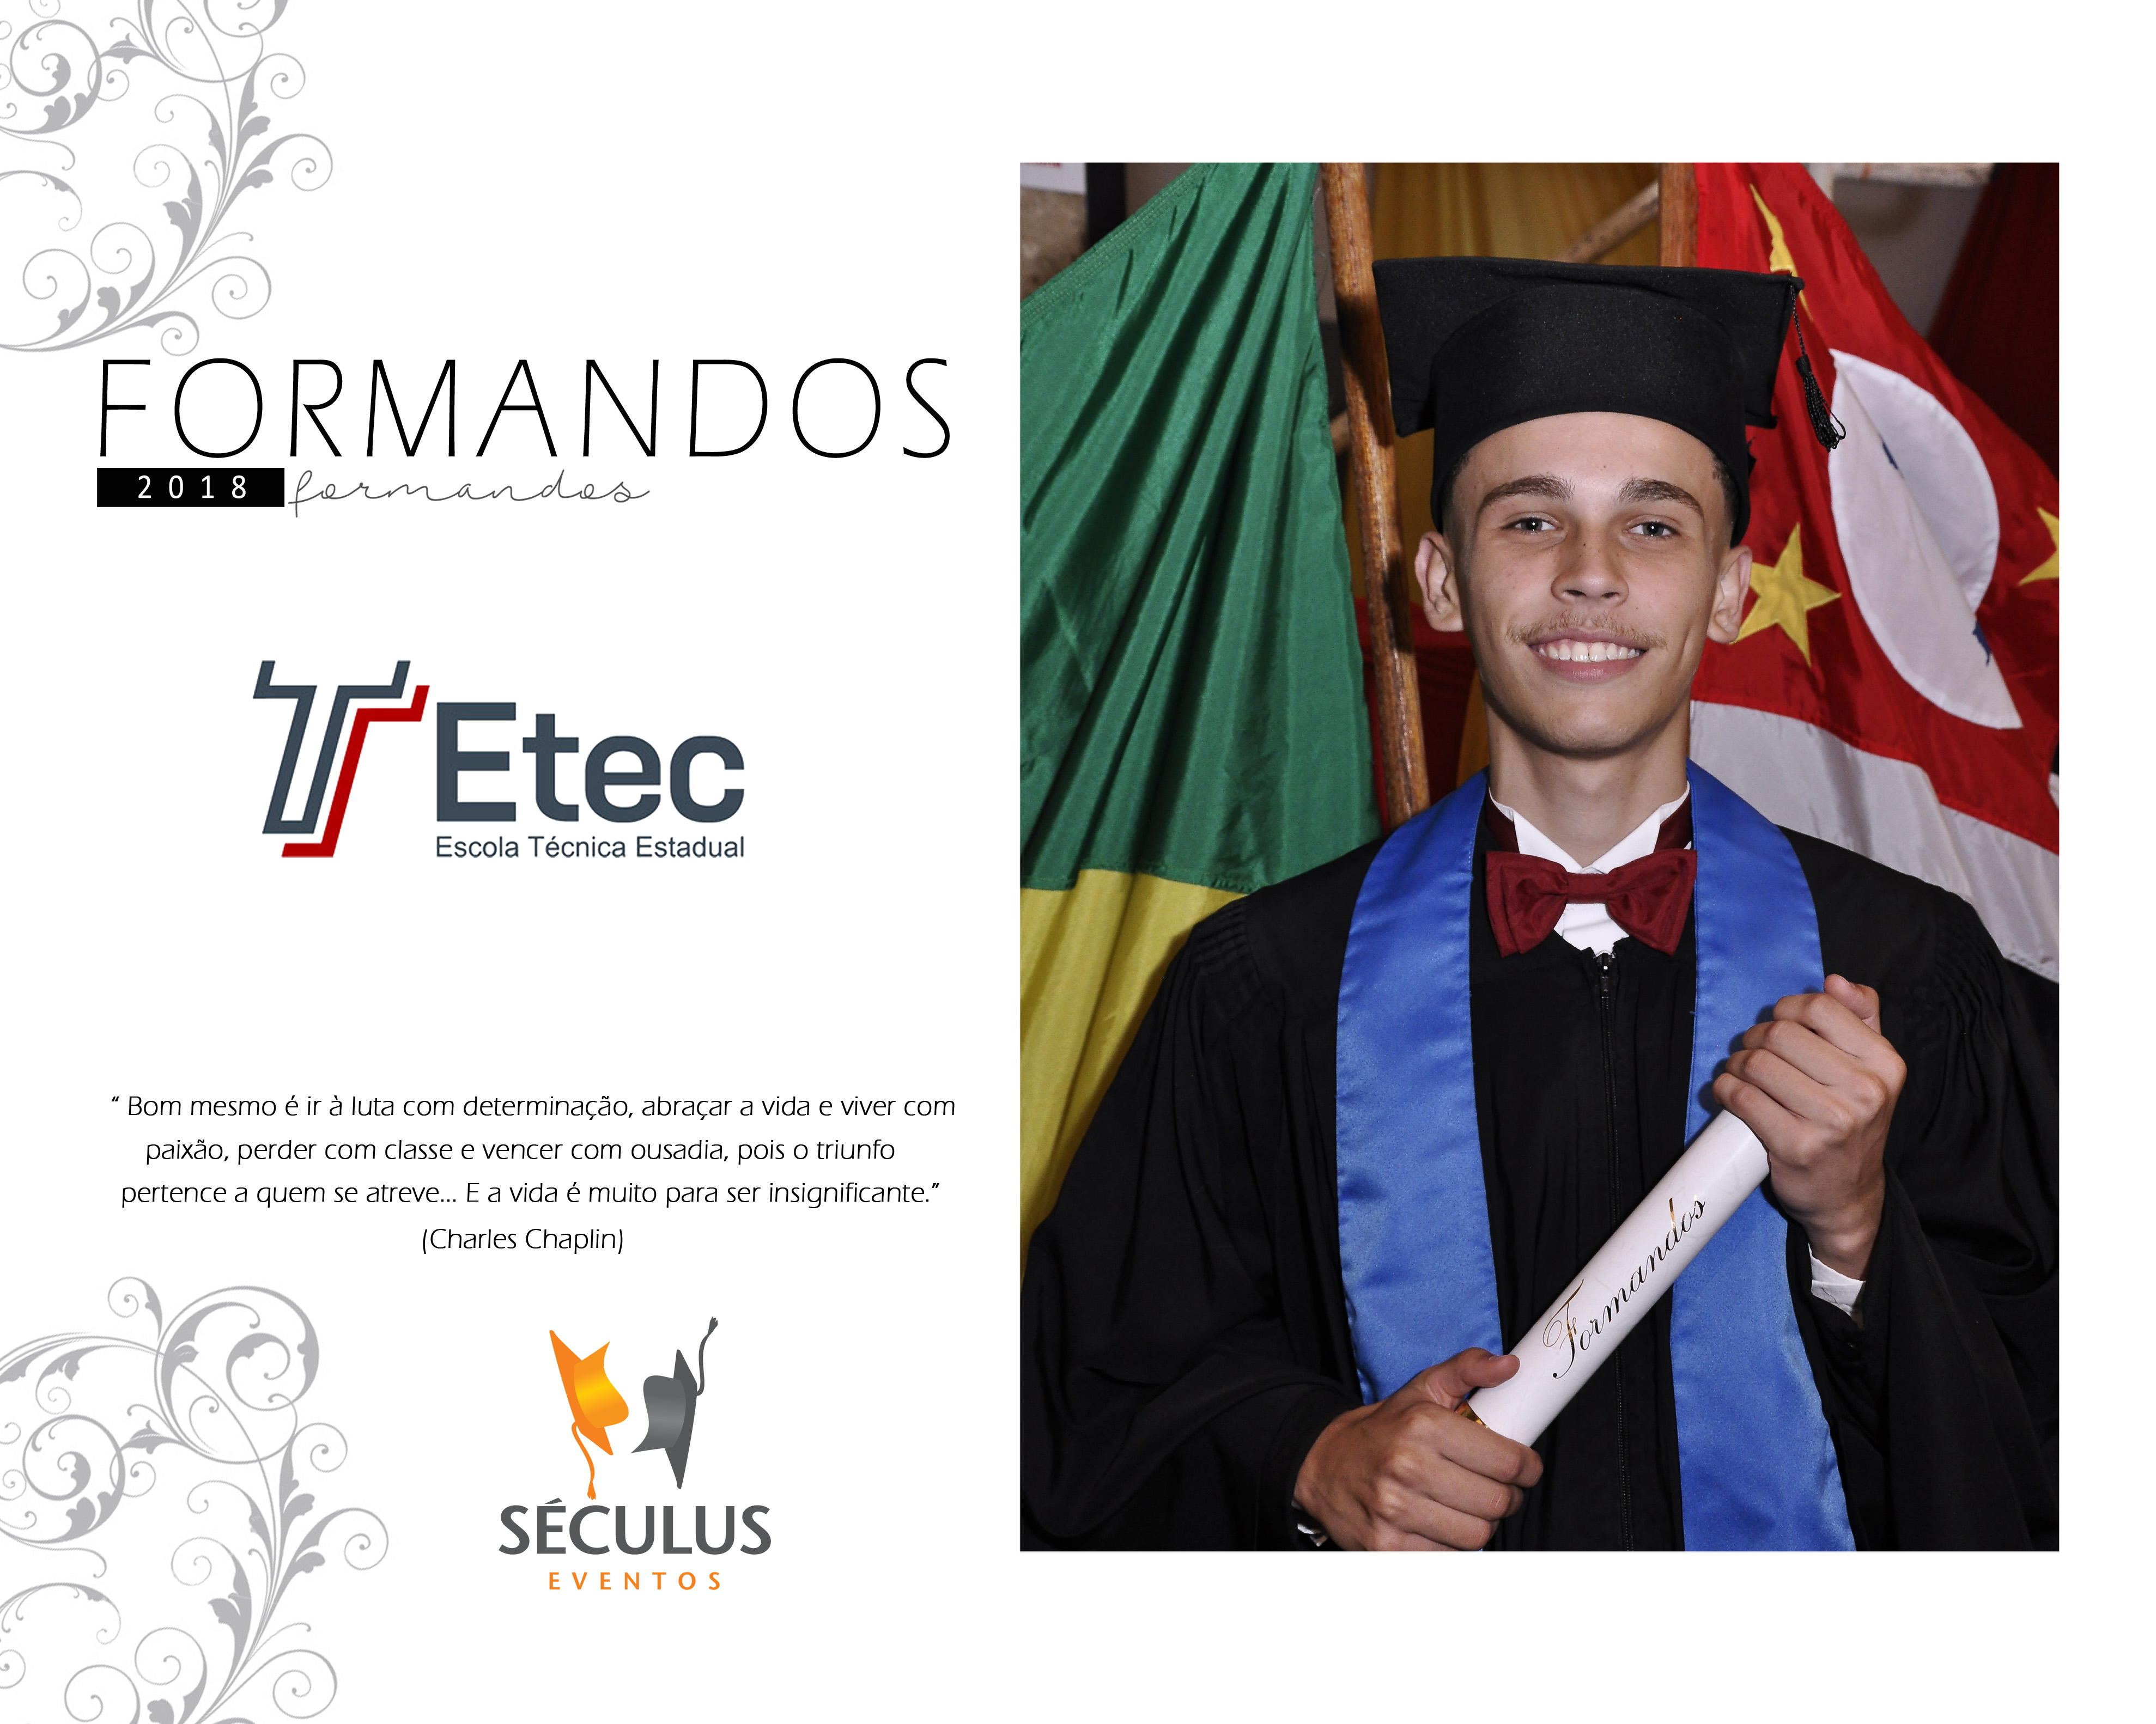 FORMANDOS
2018 formandos
Etec
Escola Técnica Estadual
“ Bom mesmo é ir à luta com determinação, abraçar a vida e viver com
paixão, perder com classe e vencer com ousadia, pois o triunfo
pertence a quem se atreve... E a vida é muito para ser insignificante.”
(Charles Chaplin)
SÉCULUS
EVENTOS
Formandos